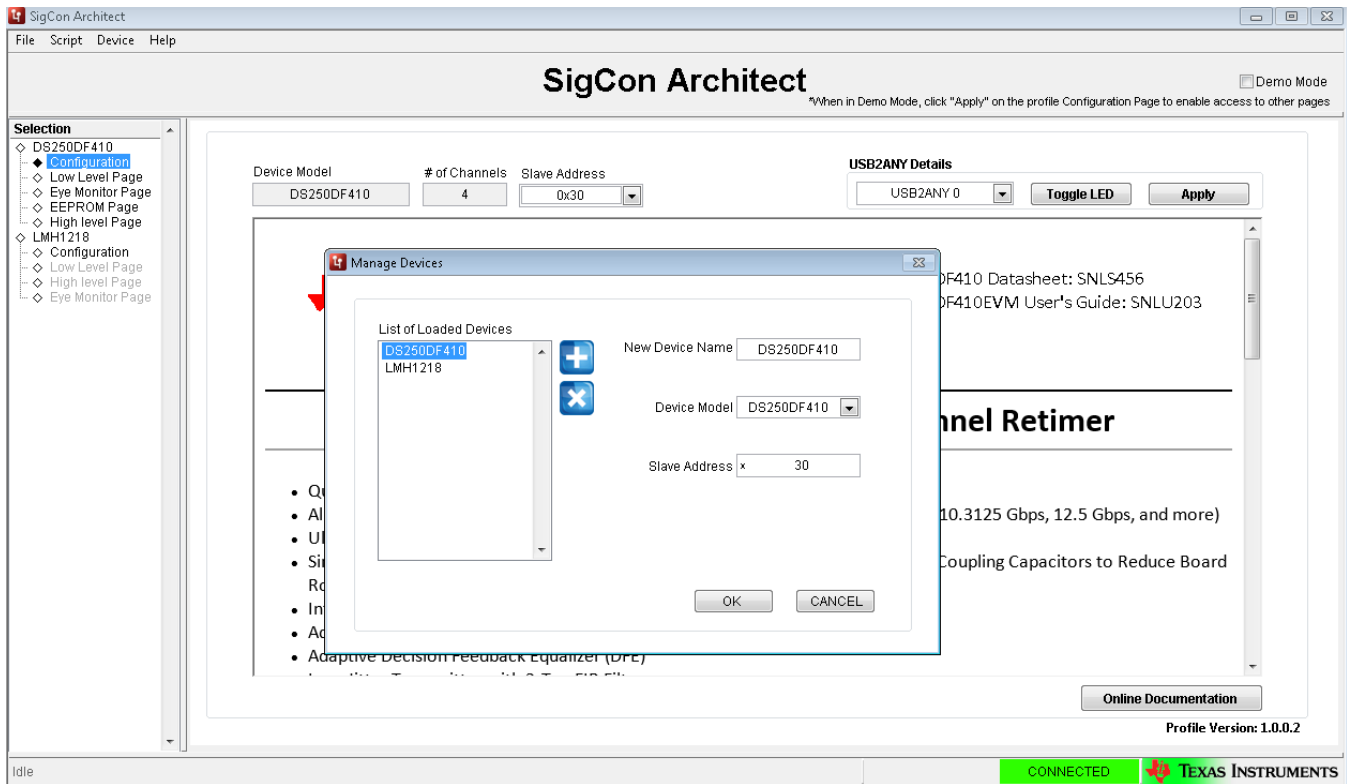 SigCon Architect
File Script Device Help
SigCon Architect
Demo Mode
*When in Demo Mode, click "Apply" on the profile Configuration Page to enable access to other pages
Selection
DS250DF410
Configuration
Low Level Page
Eye Monitor Page
EEPROM Page
High level Page
LMH1218
Configuration
Low Level Page
High level Page
Eye Monitor Page
Device Model # of Channels Slave Address
DS250DF410 4 0x30
USB2ANY Details
USB2ANY 0 Toggle LED Apply
DF410 Datasheet: SNLS456
DF410EVM User's Guide: SNLU203
Manage Devices
List of Loaded Devices
DS250DF410
LMH1218
New Device Name DS250DF410
Device Model DS250DF410
Slave Address x 30
OK CANCEL
nnel Retimer
10.3125 Gbps, 12.5 Gbps, and more)
Coupling Capacitors to Reduce Board
Adaptive Decision Feedback Equalizer (DFE)
Online Documentation
Profile Version: 1.0.0.2
Idle
CONNECTED
TEXAS INSTRUMENTS